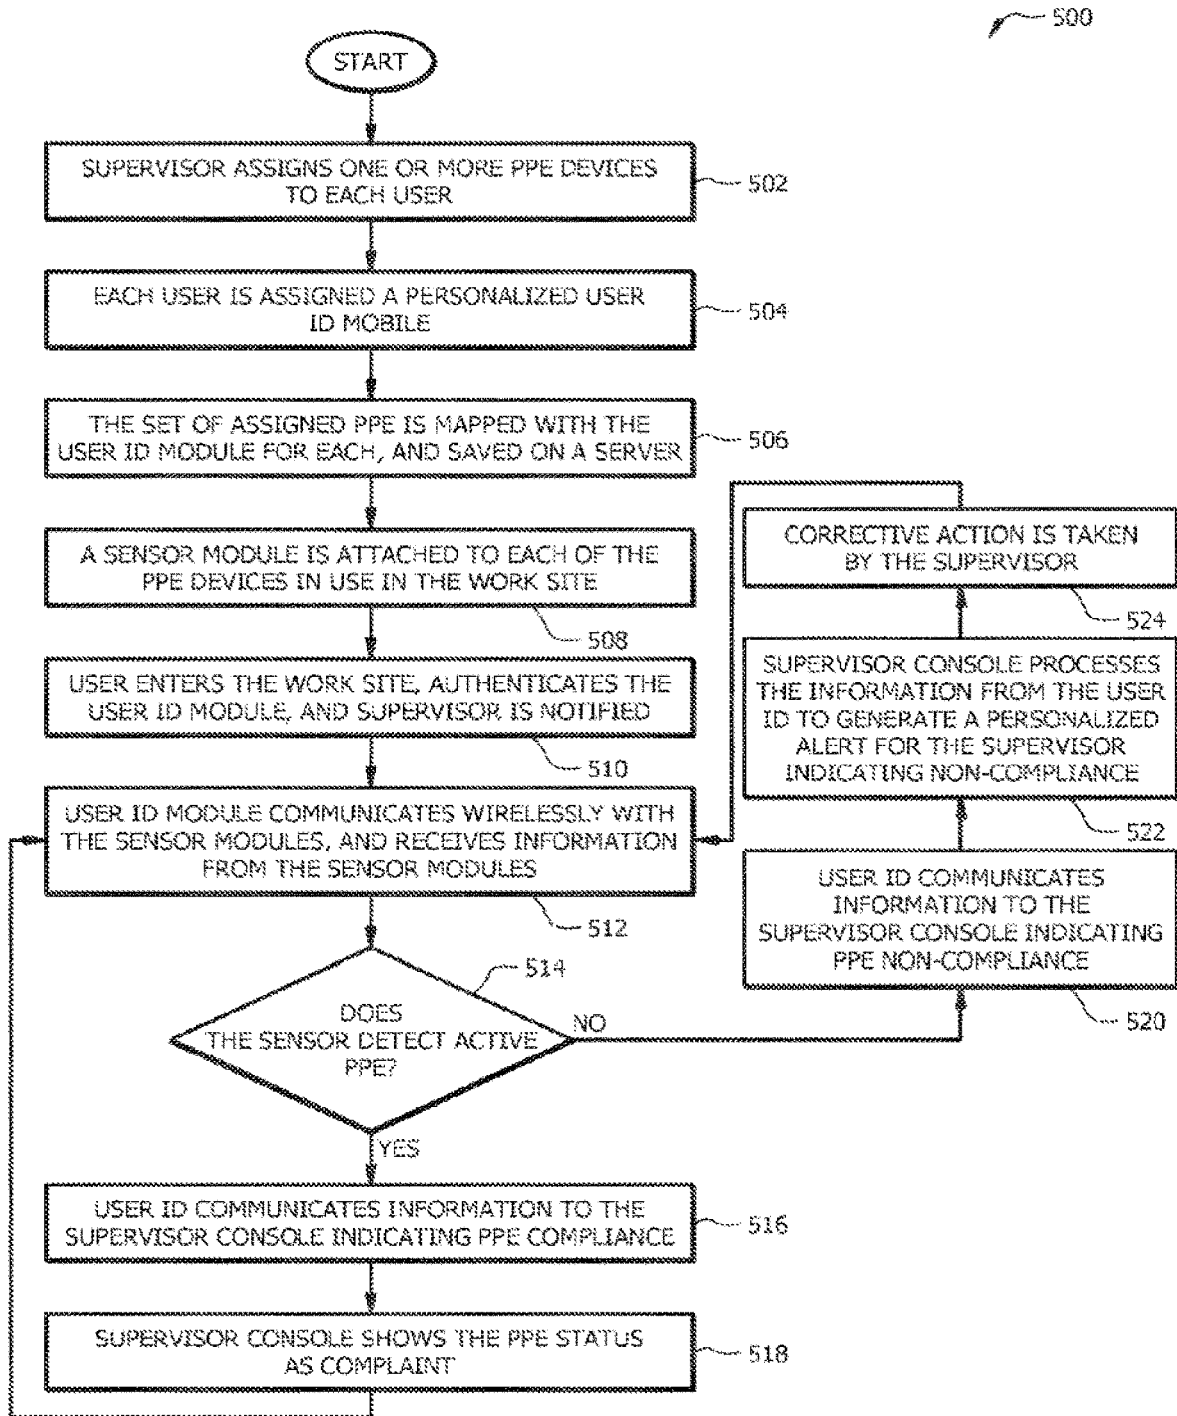 500
START
SUPERVISOR ASSIGNS ONE OR MORE PPE DEVICES
TO EACH USER
502
EACH USER IS ASSIGNED A PERSONALIZED USER
ID MOBILE
504
THE SET OF ASSIGNED PPE IS MAPPED WITH THE
USER ID MODULE FOR EACH, AND SAVED ON A SERVER
506
A SENSOR MODULE IS ATTACHED TO EACH OF THE
PPE DEVICES IN USE IN THE WORK SITE
508
USER ENTERS THE WORK SITE, AUTHENTICATES THE
USER ID MODULE, AND SUPERVISOR IS NOTIFIED
510
USER ID MODULE COMMUNICATES WIRELESSLY WITH
THE SENSOR MODULES, AND RECEIVES INFORMATION
FROM THE SENSOR MODULES
512
DOES
THE SENSOR DETECT ACTIVE
PPE?
514
NO
YES
USER ID COMMUNICATES INFORMATION TO THE
SUPERVISOR CONSOLE INDICATING PPE COMPLIANCE
516
SUPERVISOR CONSOLE SHOWS THE PPE STATUS
AS COMPLAINT
518
CORRECTIVE ACTION IS TAKEN
BY THE SUPERVISOR
524
SUPERVISOR CONSOLE PROCESSES
THE INFORMATION FROM THE USER
ID TO GENERATE A PERSONALIZED
ALERT FOR THE SUPERVISOR
INDICATING NON-COMPLIANCE
522
USER ID COMMUNICATES
INFORMATION TO THE
SUPERVISOR CONSOLE INDICATING
PPE NON-COMPLIANCE
520